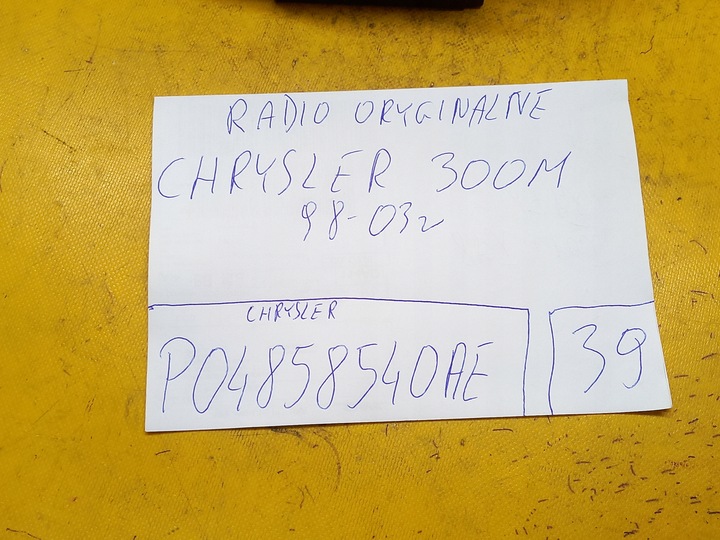 RADIO ORYGINALNE
CHRYSLER 300M
98-03r
CHRYSLER
P04858540AE
39